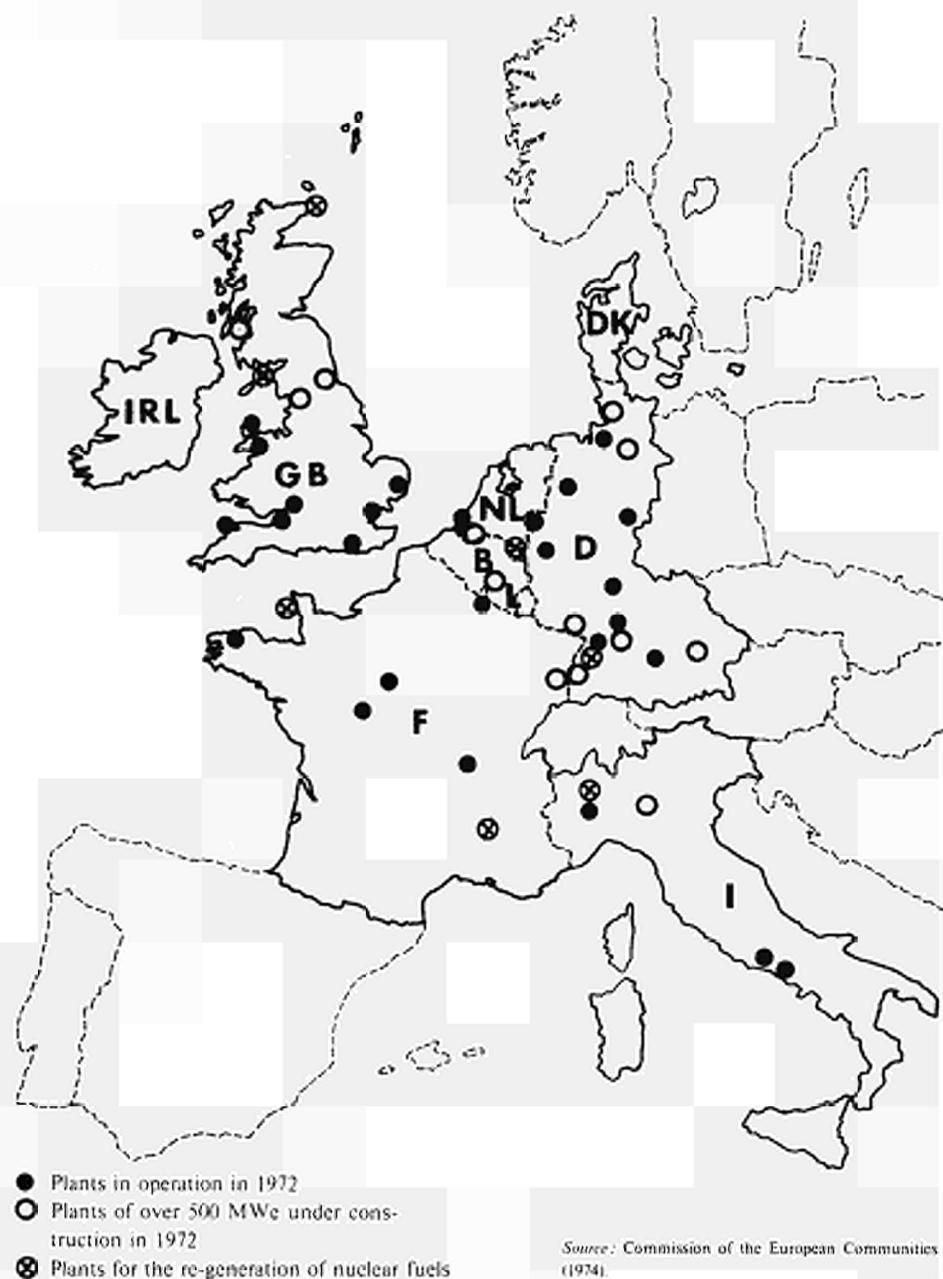 DK
IRL
GB
NL
D
B
L
F
I
Plants in operation in 1972
Plants of over 500 MWe under cons-
truction in 1972
Plants for the re-generation of nuclear fuels
Source: Commission of the European Communities
(1974).